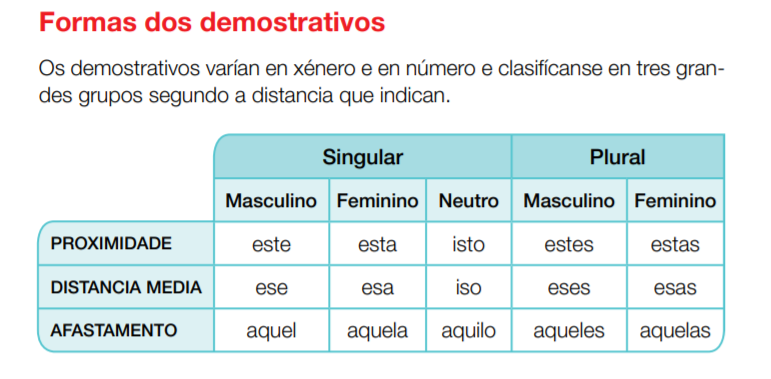 Formas dos demostrativos
Os demostrativos varían en xénero e en número e clasifícanse en tres gran-
des grupos segundo a distancia que indican.
Singular Plural
Masculino Feminino Neutro Masculino Feminino
PROXIMIDADE este esta isto estes estas
DISTANCIA MEDIA ese esa iso eses esas
AFASTAMENTO aquel aquela aquilo aqueles aquelas